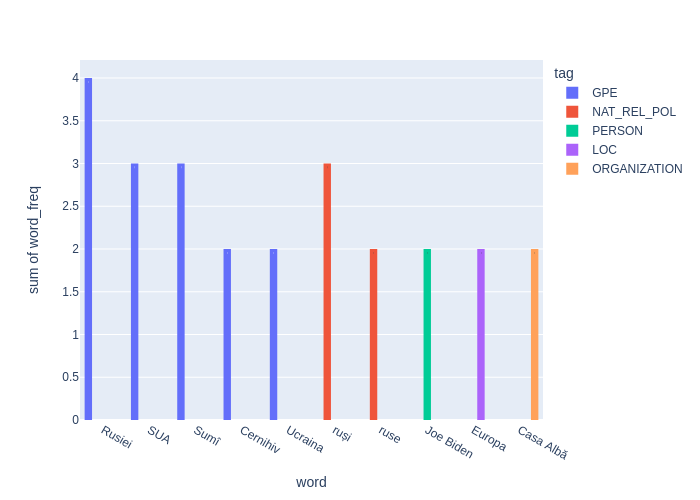 tag
GPE
NAT_REL_POL
PERSON
LOC
ORGANIZATION
sum of word_freq
4
3.5
3
2.5
2
1.5
1
0.5
0
Rusiei
SUA
Sumî
Cernihiv
Ucraina
ruși
ruse
Joe Biden
Europa
Casa Albă
word